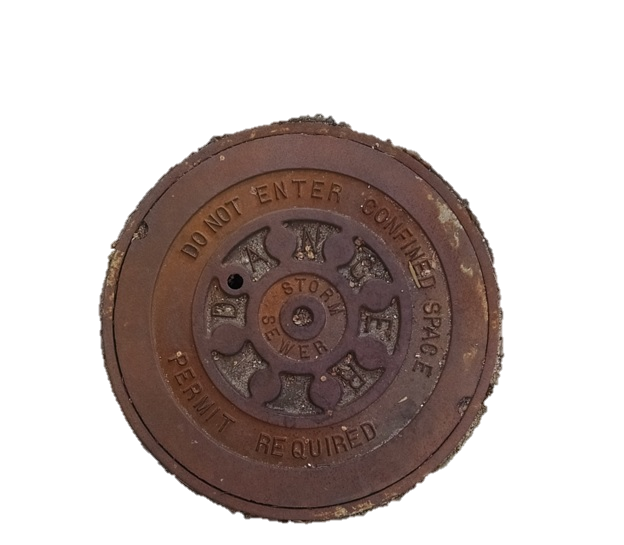 DO NOT ENTER CONFINED SPACE
PERMIT REQUIRED
DANGER
STORM
SEWER